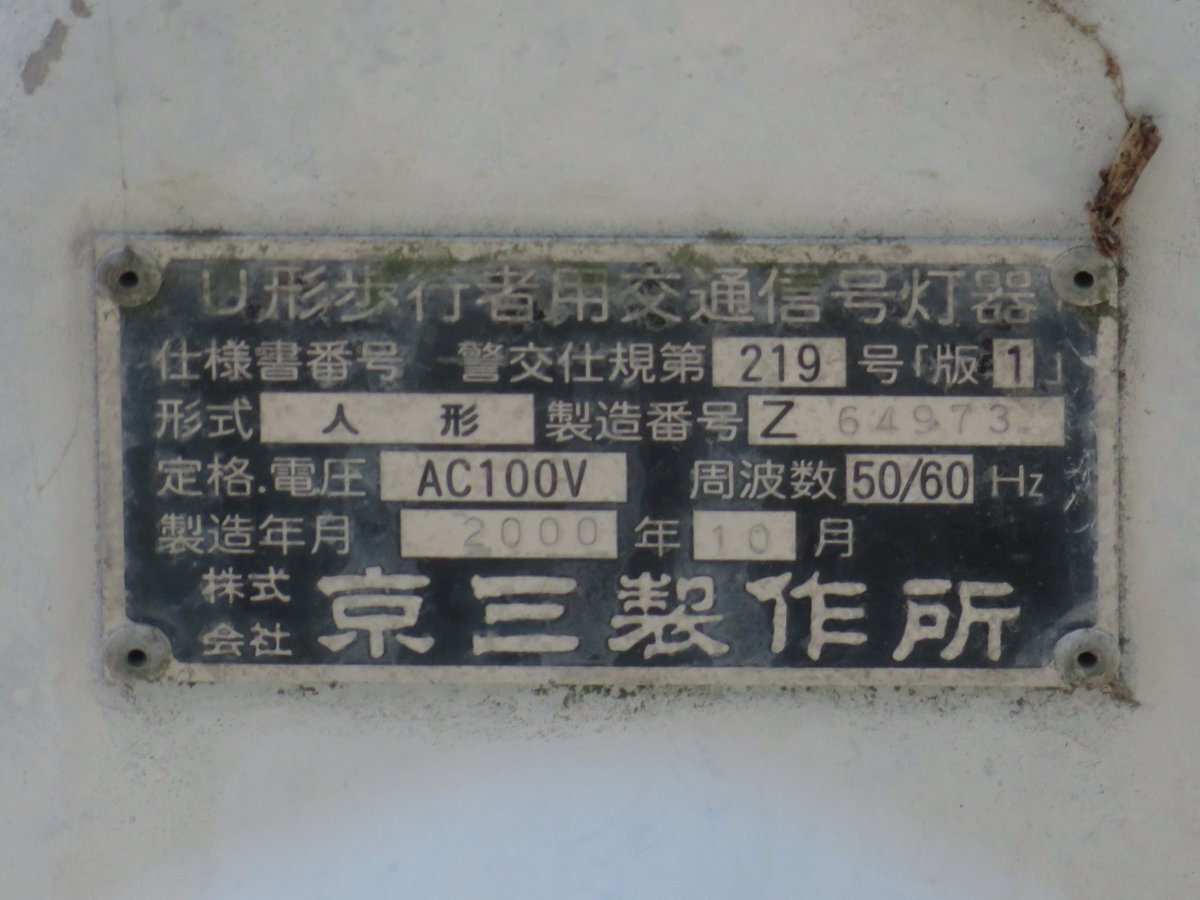 U形歩行者用交通信号灯器
仕様書番号 警交仕規第 219 号「版 1」
形式 人形 製造番号 Z 64973
定格.電圧 AC100V 周波数 50/60 Hz
製造年月 2000 年 10 月
株式会社 京三製作所